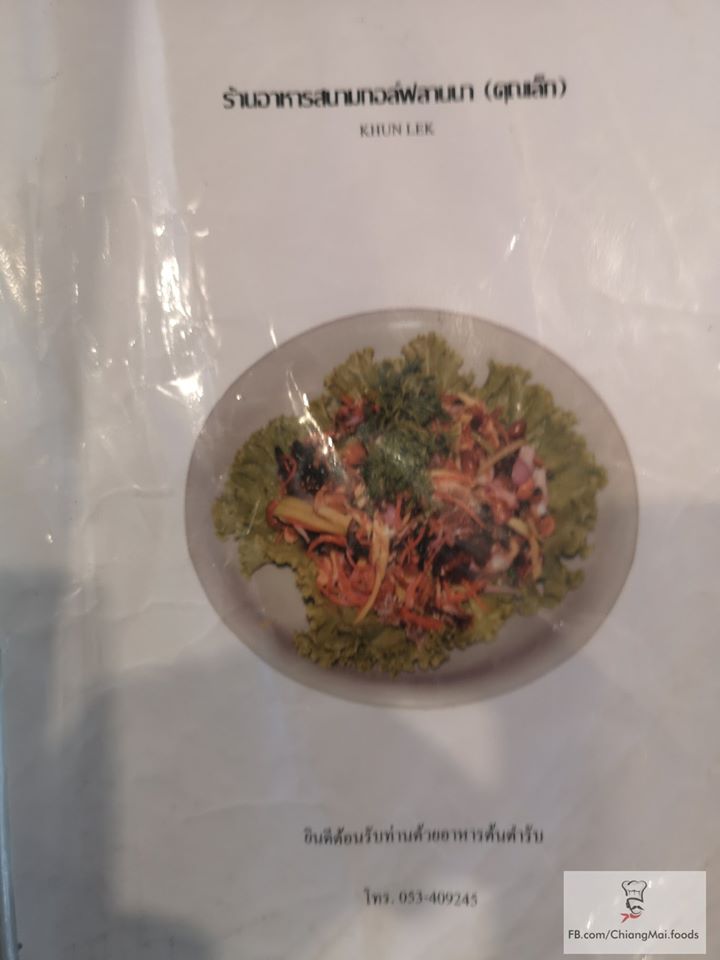 ร้านอาหารสนามกอล์ฟลานนา (คุณเล็ก)
KHUN LEK
ยินดีต้อนรับท่านด้วยอาหารต้นตำรับ
โทร. 053-409245
FB.com/ChiangMai.foods